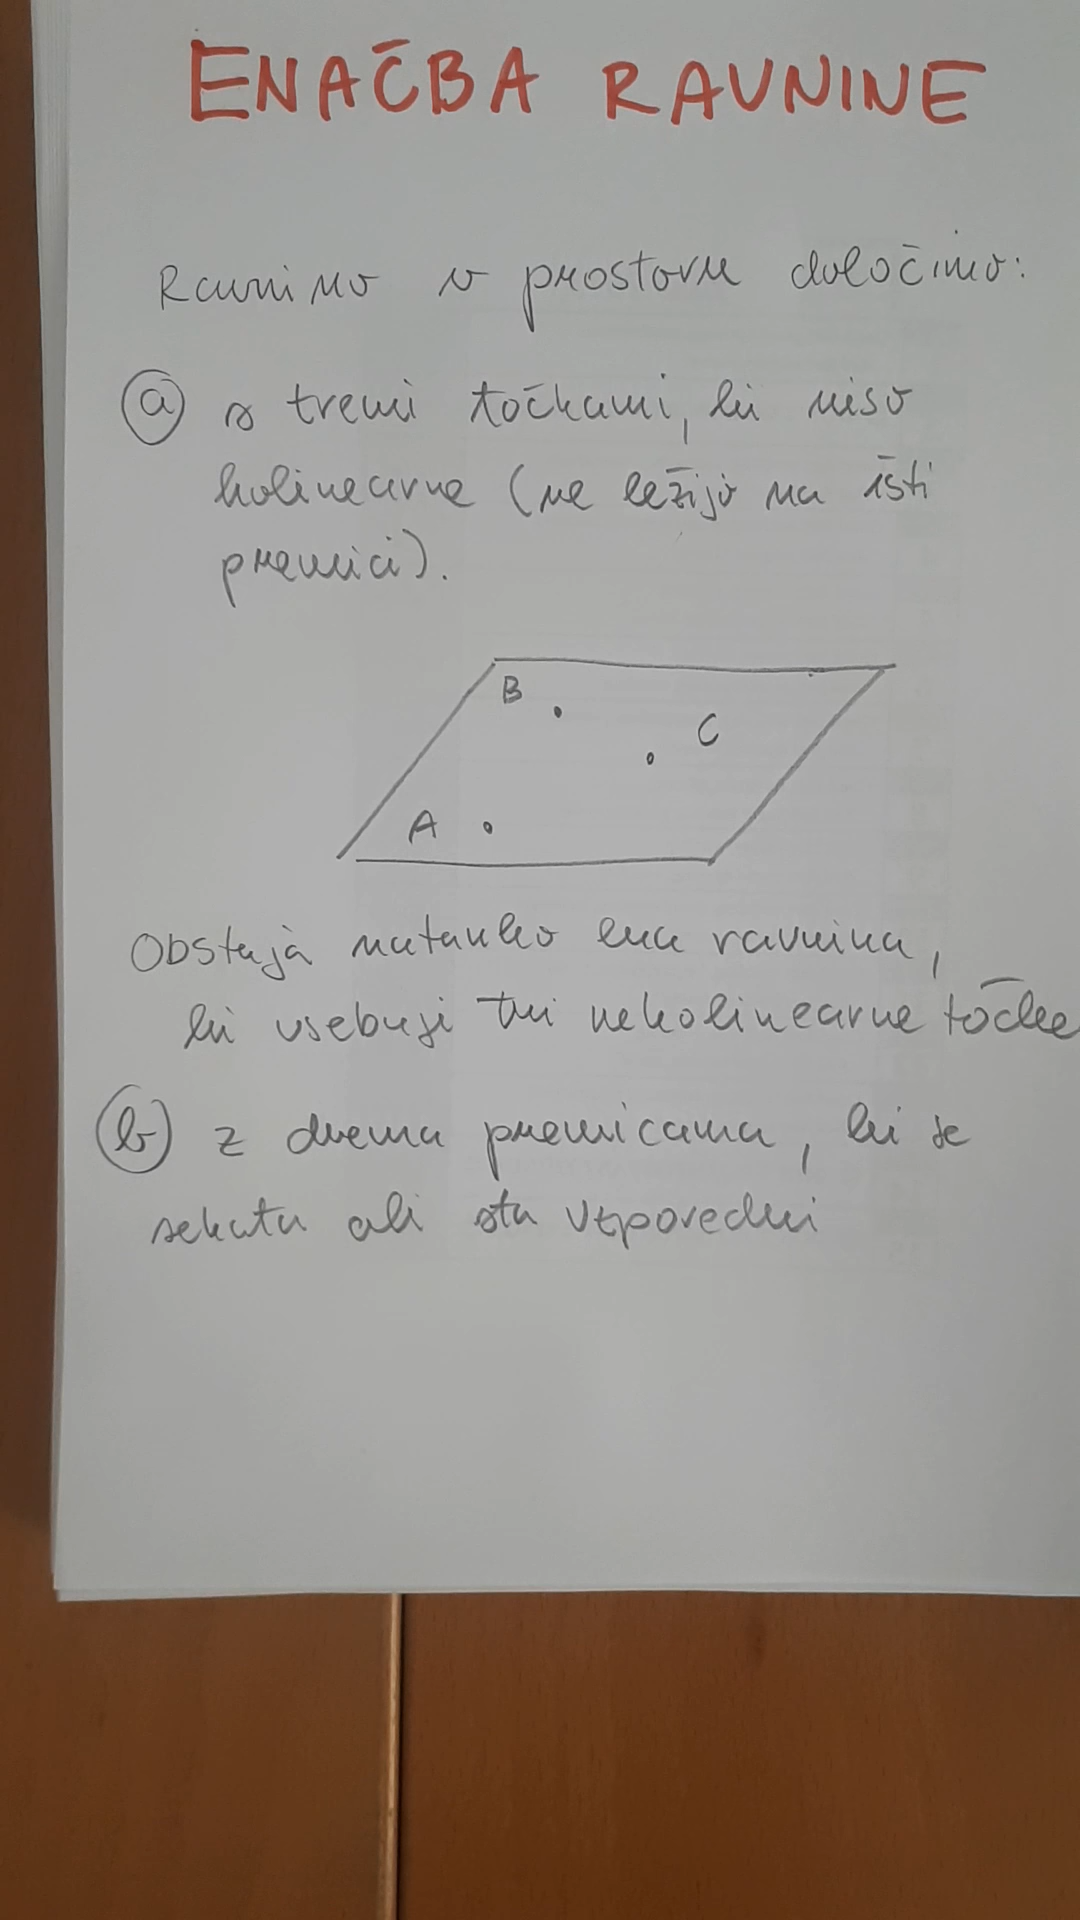 ENAČBA RAVNINE
Ravnino v prostoru določimo:
a s tremi točkami, ki niso
kolinearne (ne ležijo na isti
premici).
B
C
A
Obstaja natanko ena ravnina,
ki vsebuje tri nekolinearne točke
b z dvema premicama, ki se
sekata ali sta vzporedni